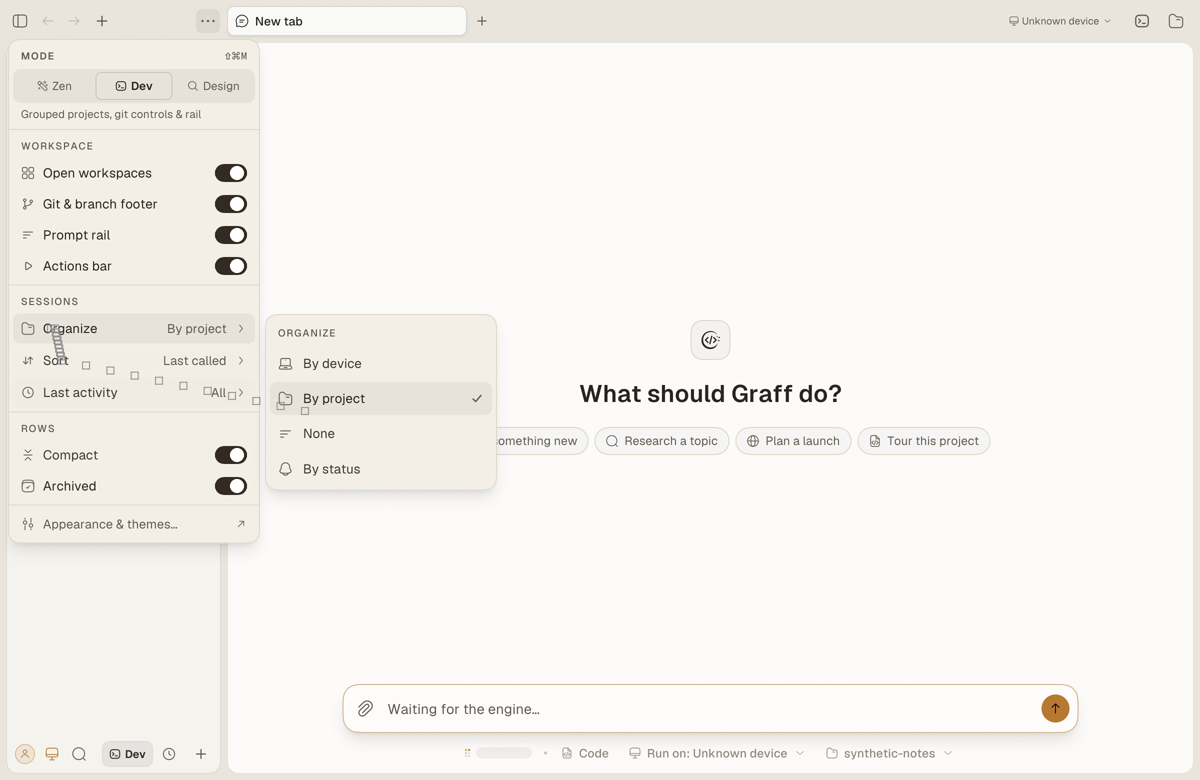 New tab
Unknown device
MODE
⇧⌘M
Zen
Dev
Design
Grouped projects, git controls & rail
WORKSPACE
Open workspaces
Git & branch footer
Prompt rail
Actions bar
SESSIONS
Organize
By project
Sort
Last called
Last activity
All
ROWS
Compact
Archived
Appearance & themes...
ORGANIZE
By device
By project
None
By status
What should Graff do?
something new
Research a topic
Plan a launch
Tour this project
Waiting for the engine...
Code
Run on: Unknown device
synthetic-notes
Dev